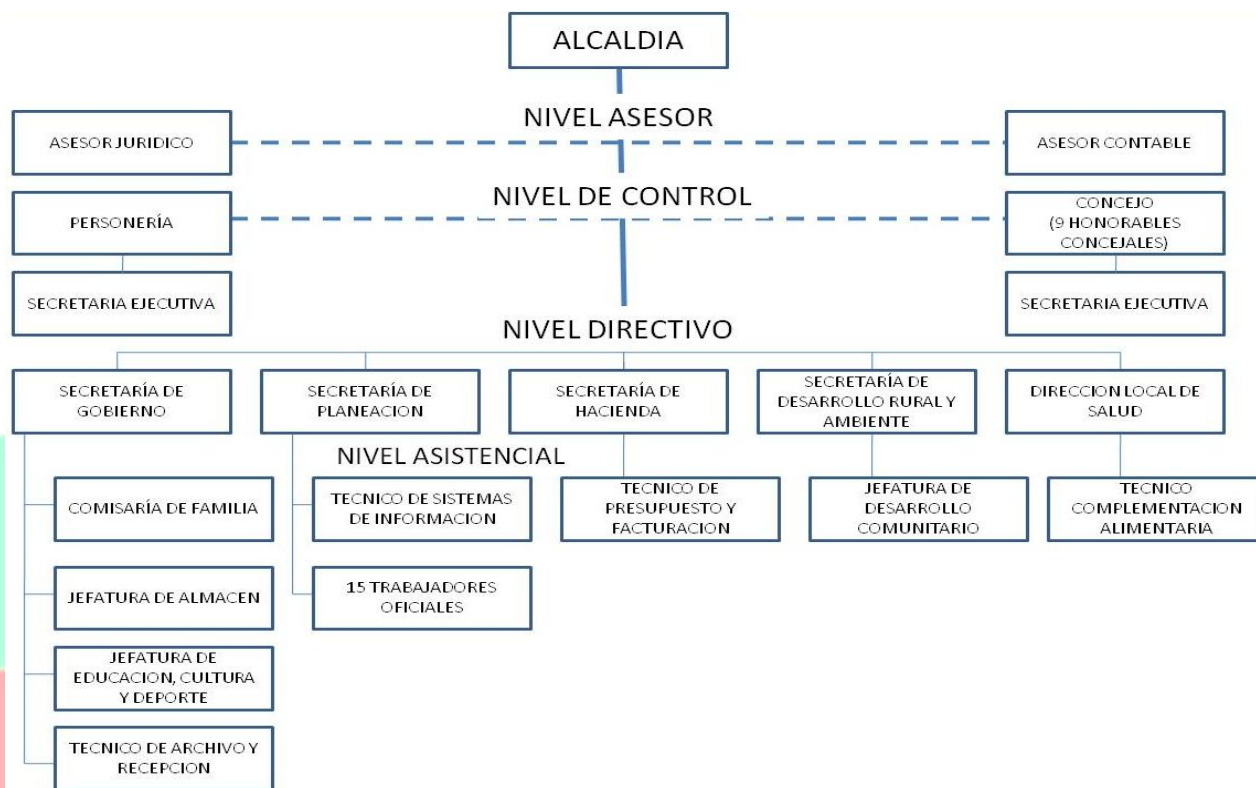 ALCALDIA
NIVEL ASESOR
ASESOR JURIDICO
ASESOR CONTABLE
NIVEL DE CONTROL
PERSONERÍA
CONCEJO
(9 HONORABLES
CONCEJALES)
SECRETARIA EJECUTIVA
SECRETARIA EJECUTIVA
NIVEL DIRECTIVO
SECRETARÍA DE
GOBIERNO
SECRETARÍA DE
PLANEACION
SECRETARÍA DE
HACIENDA
SECRETARÍA DE
DESARROLLO RURAL Y
AMBIENTE
DIRECCION LOCAL DE
SALUD
NIVEL ASISTENCIAL
COMISARÍA DE FAMILIA
TECNICO DE SISTEMAS
DE INFORMACION
TECNICO DE
PRESUPUESTO Y
FACTURACION
JEFATURA DE
DESARROLLO
COMUNITARIO
TECNICO
COMPLEMENTACION
ALIMENTARIA
JEFATURA DE ALMACEN
15 TRABAJADORES
OFICIALES
JEFATURA DE
EDUCACION, CULTURA
Y DEPORTE
TECNICO DE ARCHIVO Y
RECEPCION